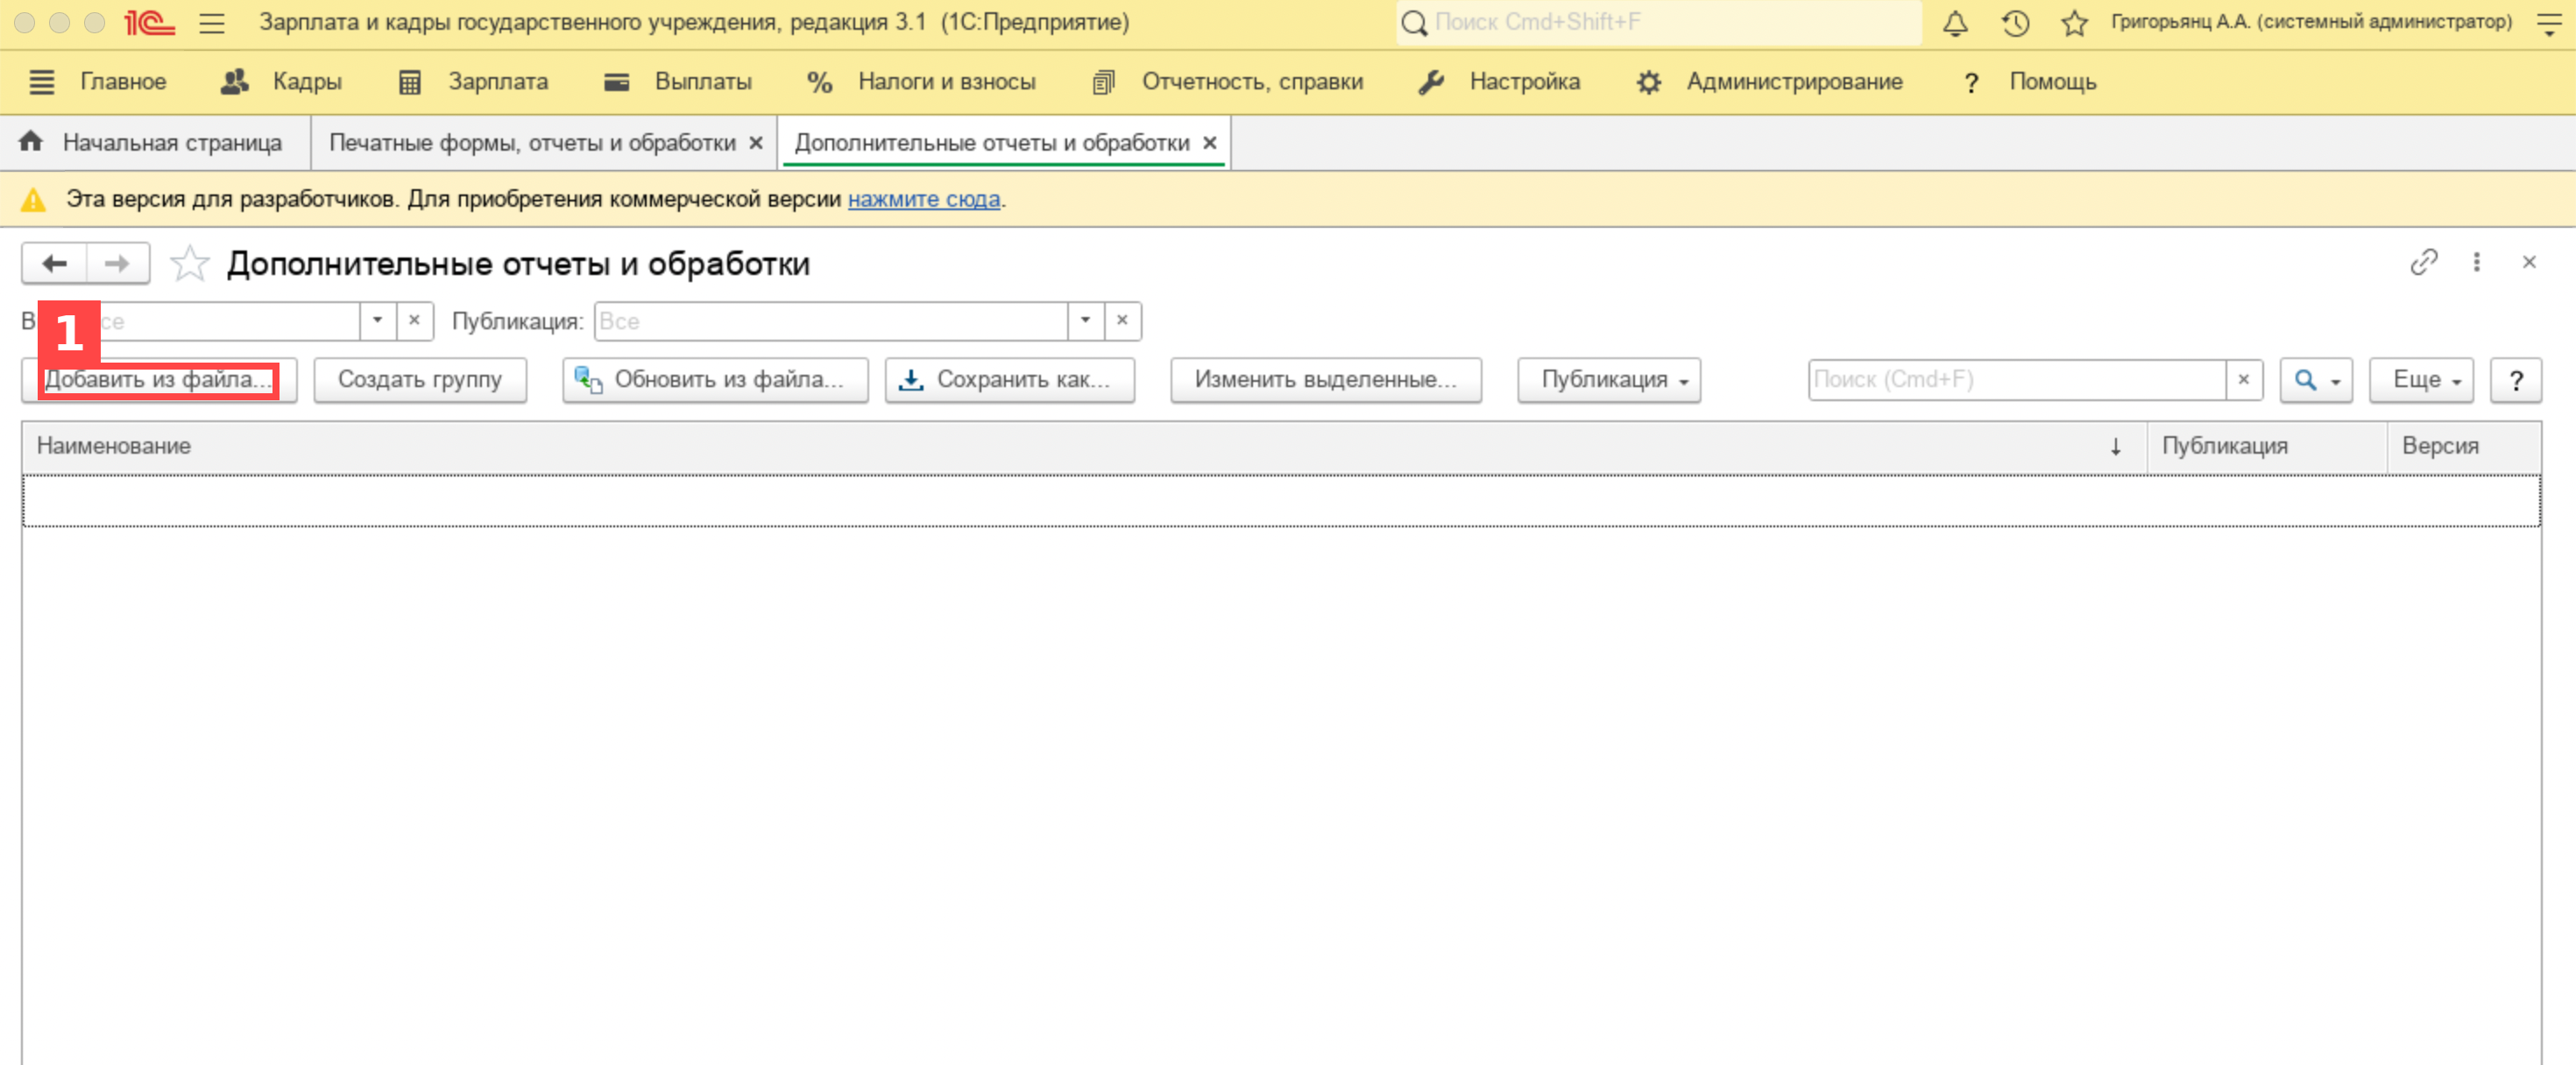 1С Зарплата и кадры государственного учреждения, редакция 3.1 (1С:Предприятие) Поиск Cmd+Shift+F Григорьянц А.А. (системный администратор)
Главное Кадры Зарплата Выплаты % Налоги и взносы Отчетность, справки Настройка Администрирование ? Помощь
Начальная страница Печатные формы, отчеты и обработки × Дополнительные отчеты и обработки ×
Эта версия для разработчиков. Для приобретения коммерческой версии нажмите сюда.
Дополнительные отчеты и обработки
1 Публикация: Все
Добавить из файла... Создать группу Обновить из файла... Сохранить как... Изменить выделенные... Публикация Поиск (Cmd+F) × Еще ?
Наименование ↓ Публикация Версия